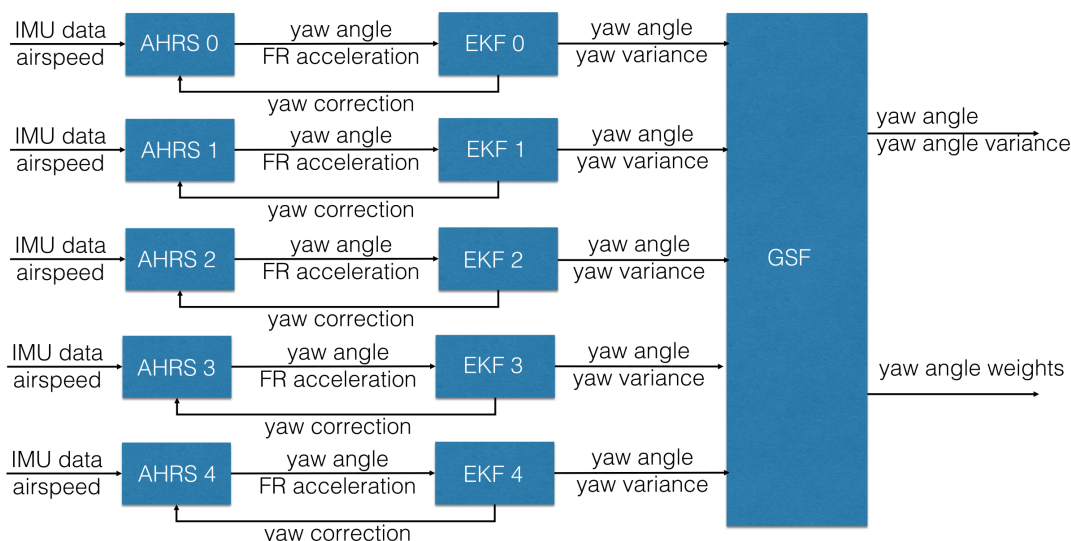 IMU data
airspeed
AHRS 0
yaw angle
FR acceleration
EKF 0
yaw angle
yaw variance
yaw correction
IMU data
airspeed
AHRS 1
yaw angle
FR acceleration
EKF 1
yaw angle
yaw variance
yaw correction
IMU data
airspeed
AHRS 2
yaw angle
FR acceleration
EKF 2
yaw angle
yaw variance
yaw correction
IMU data
airspeed
AHRS 3
yaw angle
FR acceleration
EKF 3
yaw angle
yaw variance
yaw correction
IMU data
airspeed
AHRS 4
yaw angle
FR acceleration
EKF 4
yaw angle
yaw variance
yaw correction
GSF
yaw angle
yaw angle variance
yaw angle weights